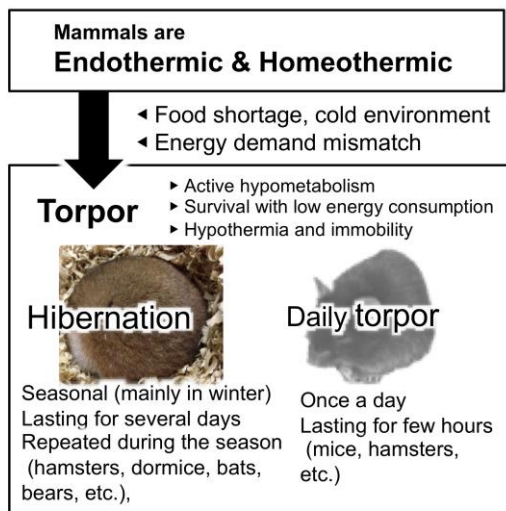 Mammals are
Endothermic & Homeothermic
◄ Food shortage, cold environment
◄ Energy demand mismatch
Torpor
► Active hypometabolism
► Survival with low energy consumption
► Hypothermia and immobility
Hibernation
Seasonal (mainly in winter)
Lasting for several days
Repeated during the season
(hamsters, dormice, bats,
bears, etc.),
Daily torpor
Once a day
Lasting for few hours
(mice, hamsters,
etc.)